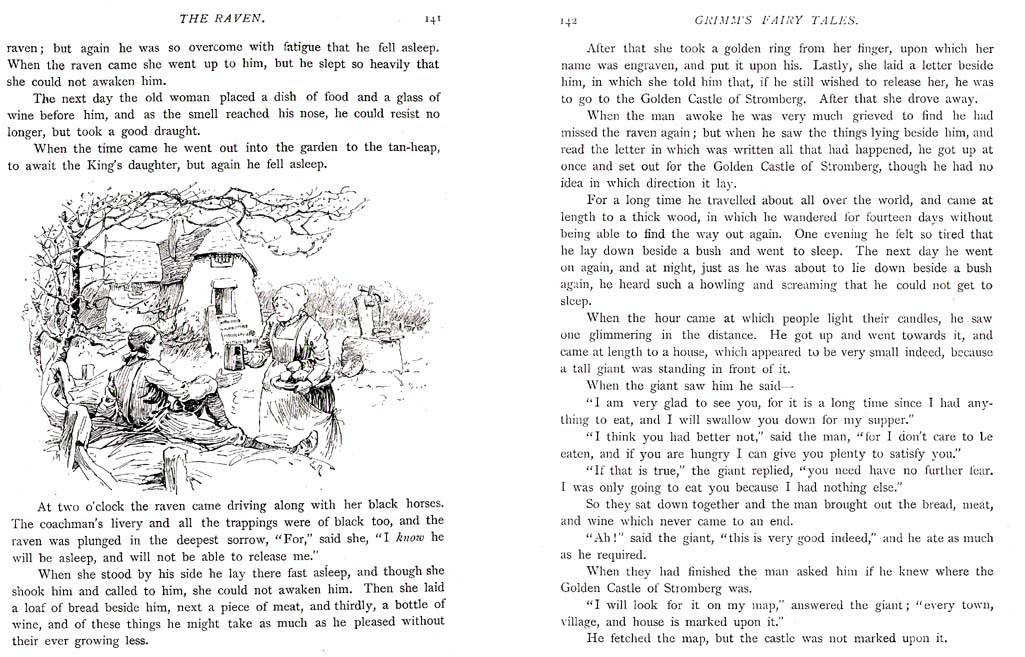 THE RAVEN. 141
raven; but again he was so overcome with fatigue that he fell asleep.
When the raven came she went up to him, but he slept so heavily that
she could not awaken him.
The next day the old woman placed a dish of food and a glass of
wine before him, and as the smell reached his nose, he could resist no
longer, but took a good draught.
When the time came he went out into the garden to the tan-heap,
to await the King's daughter, but again he fell asleep.
At two o'clock the raven came driving along with her black horses.
The coachman's livery and all the trappings were of black too, and the
raven was plunged in the deepest sorrow, "For," said she, "I know he
will be asleep, and will not be able to release me."
When she stood by his side he lay there fast asleep, and though she
shook him and called to him, she could not awaken him. Then she laid
a loaf of bread beside him, next a piece of meat, and thirdly, a bottle of
wine, and of these things he might take as much as he pleased without
their ever growing less.
142 GRIMM'S FAIRY TALES.
After that she took a golden ring from her finger, upon which her
name was engraven, and put it upon his. Lastly, she laid a letter beside
him, in which she told him that, if he still wished to release her, he was
to go to the Golden Castle of Stromberg. After that she drove away.
When the man awoke he was very much grieved to find he had
missed the raven again; but when he saw the things lying beside him, and
read the letter in which was written all that had happened, he got up at
once and set out for the Golden Castle of Stromberg, though he had no
idea in which direction it lay.
For a long time he travelled about all over the world, and came at
length to a thick wood, in which he wandered for fourteen days without
being able to find the way out again. One evening he felt so tired that
he lay down beside a bush and went to sleep. The next day he went
on again, and at night, just as he was about to lie down beside a bush
again, he heard such a howling and screaming that he could not get to
sleep.
When the hour came at which people light their candles, he saw
one glimmering in the distance. He got up and went towards it, and
came at length to a house, which appeared to be very small indeed, because
a tall giant was standing in front of it.
When the giant saw him he said—
"I am very glad to see you, for it is a long time since I had any-
thing to eat, and I will swallow you down for my supper."
"I think you had better not," said the man, "for I don't care to be
eaten, and if you are hungry I can give you plenty to satisfy you."
"If that is true," the giant replied, "you need have no further fear.
I was only going to eat you because I had nothing else."
So they sat down together and the man brought out the bread, meat,
and wine which never came to an end.
"Ah!" said the giant, "this is very good indeed," and he ate as much
as he required.
When they had finished the man asked him if he knew where the
Golden Castle of Stromberg was.
"I will look for it on my map," answered the giant; "every town,
village, and house is marked upon it."
He fetched the map, but the castle was not marked upon it.